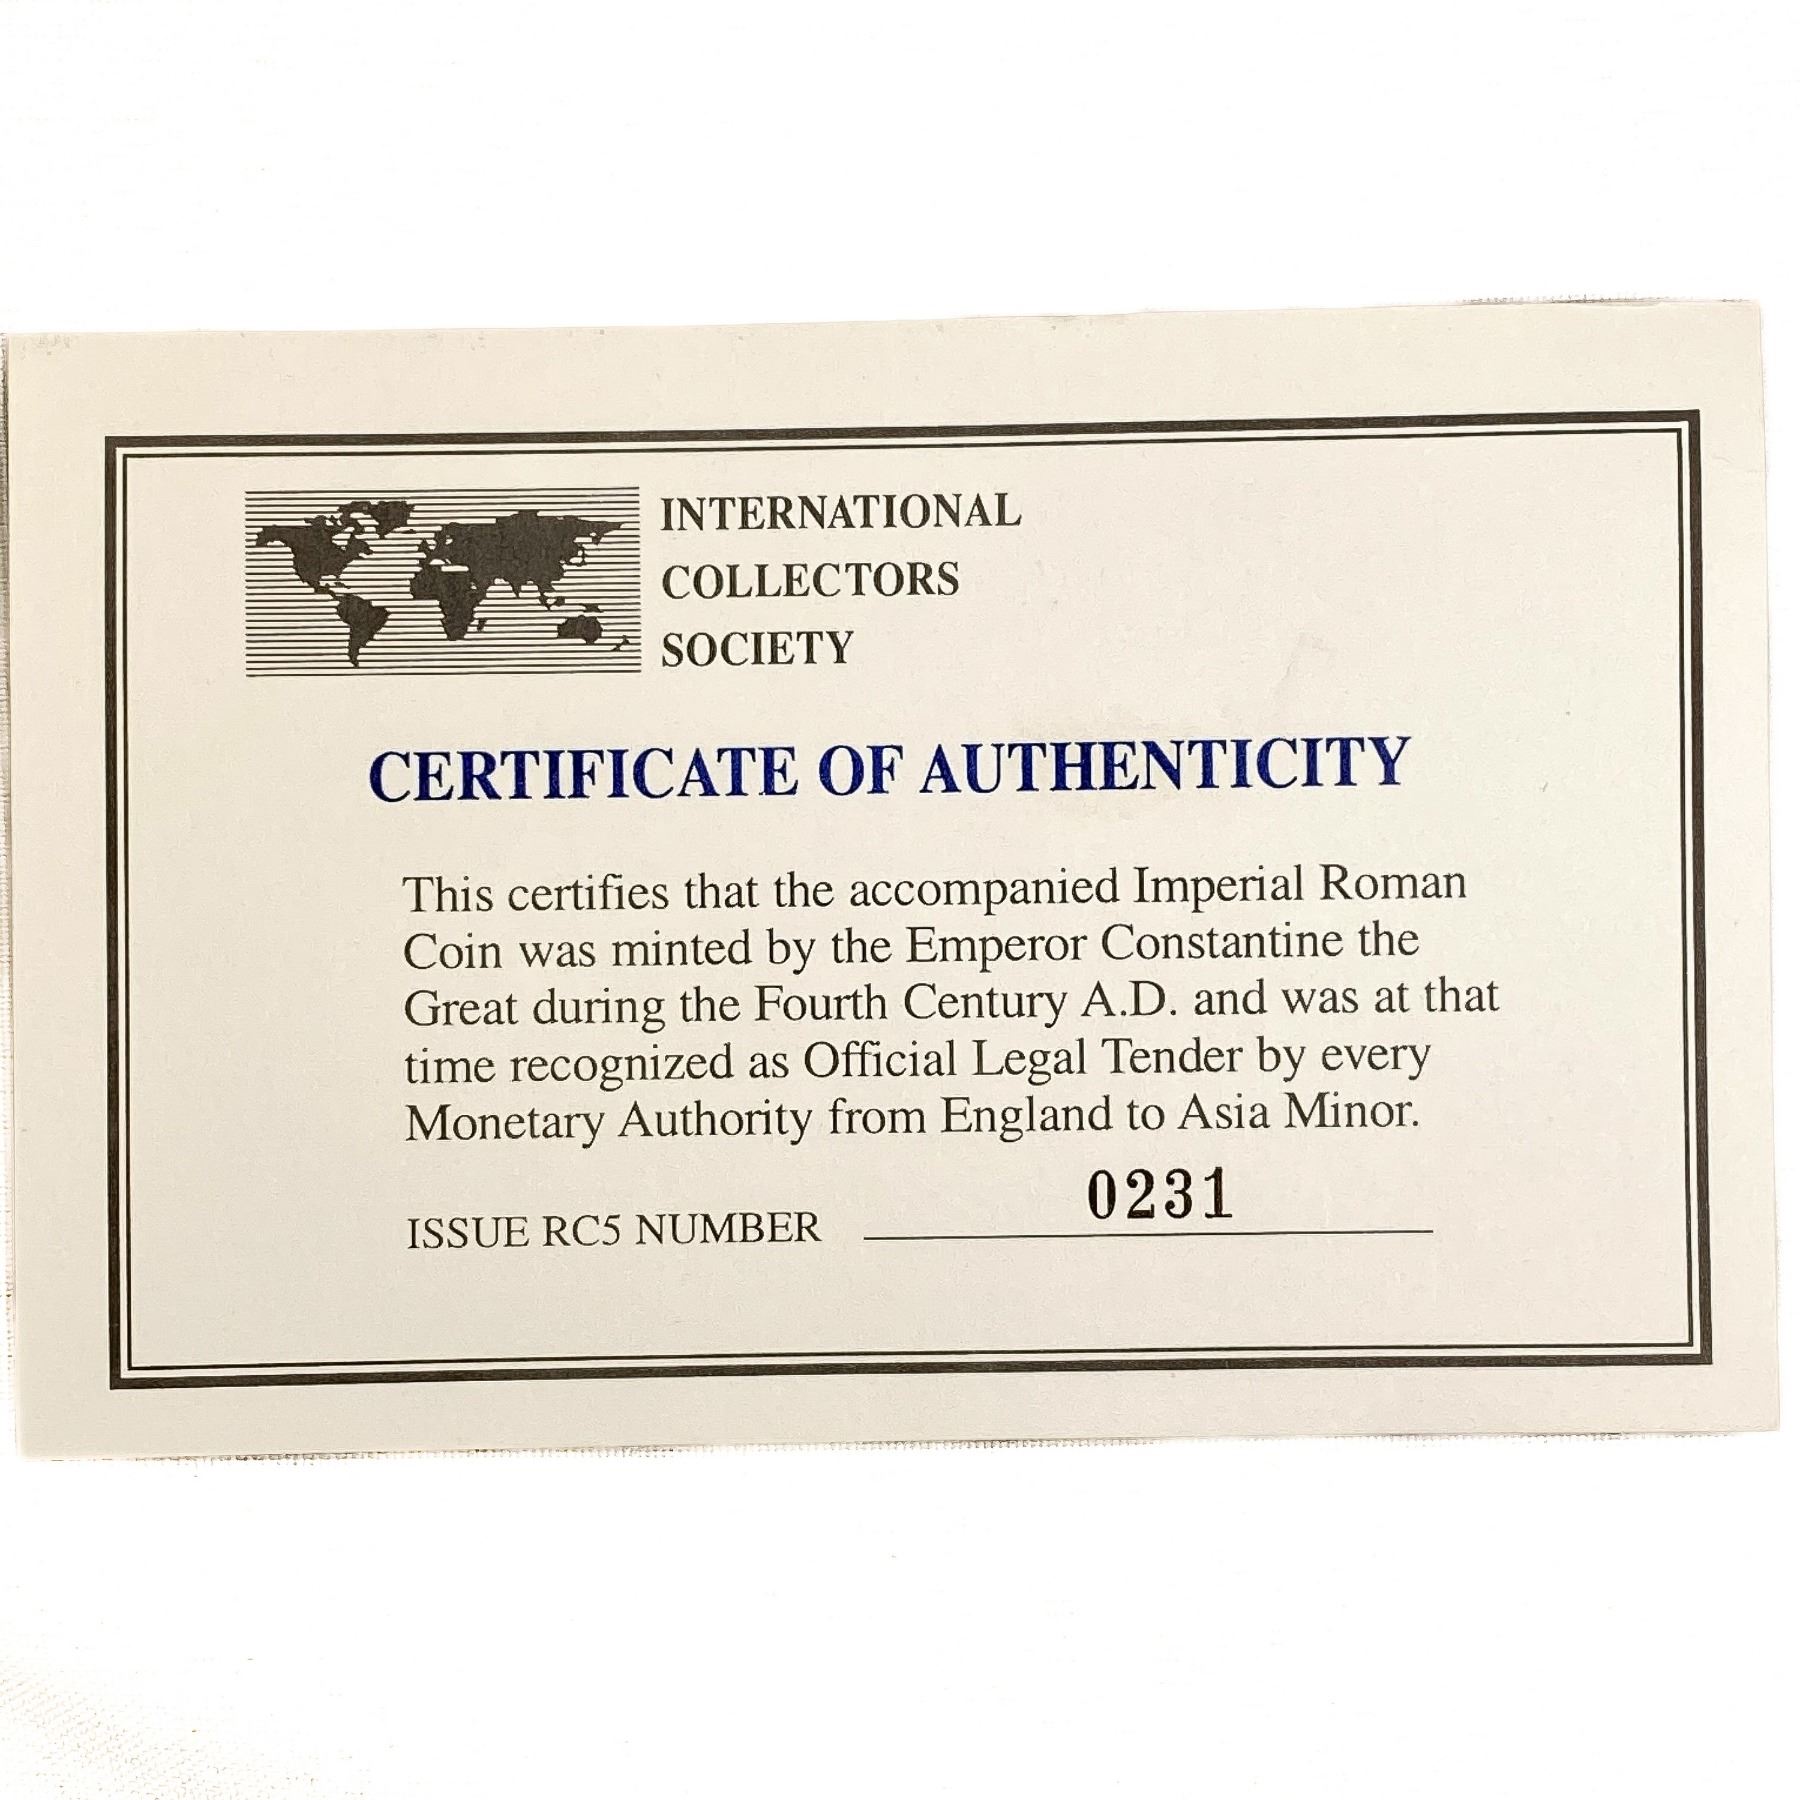 INTERNATIONAL
COLLECTORS
SOCIETY
CERTIFICATE OF AUTHENTICITY
This certifies that the accompanied Imperial Roman
Coin was minted by the Emperor Constantine the
Great during the Fourth Century A.D. and was at that
time recognized as Official Legal Tender by every
Monetary Authority from England to Asia Minor.
ISSUE RC5 NUMBER 0231